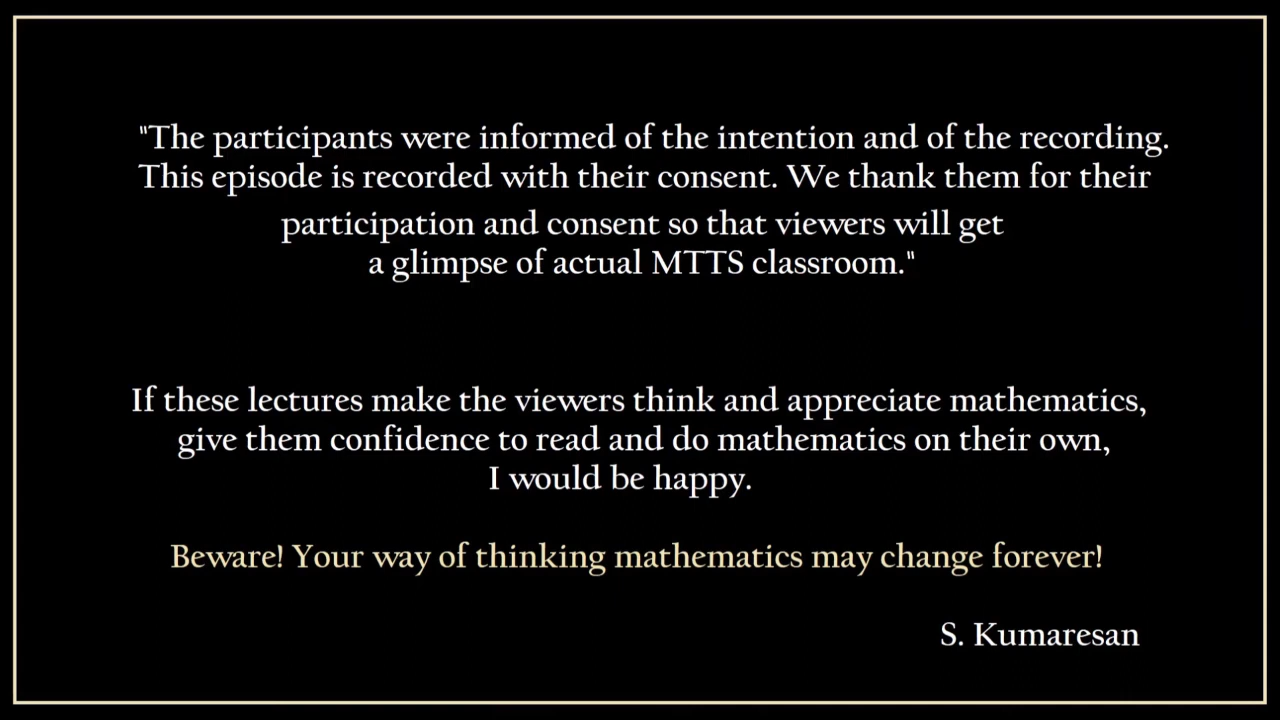 "The participants were informed of the intention and of the recording.
This episode is recorded with their consent. We thank them for their
participation and consent so that viewers will get
a glimpse of actual MTTS classroom."
If these lectures make the viewers think and appreciate mathematics,
give them confidence to read and do mathematics on their own,
I would be happy.
Beware! Your way of thinking mathematics may change forever!
S. Kumaresan